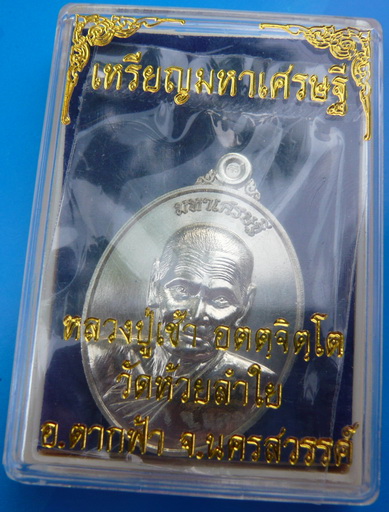 เหรียญมหาเศรษฐี
มหาเศรษฐี
หลวงปู่เช้า อตฺตจิตฺโต
วัดห้วยลำใย
อ.ตากฟ้า จ.นครสวรรค์